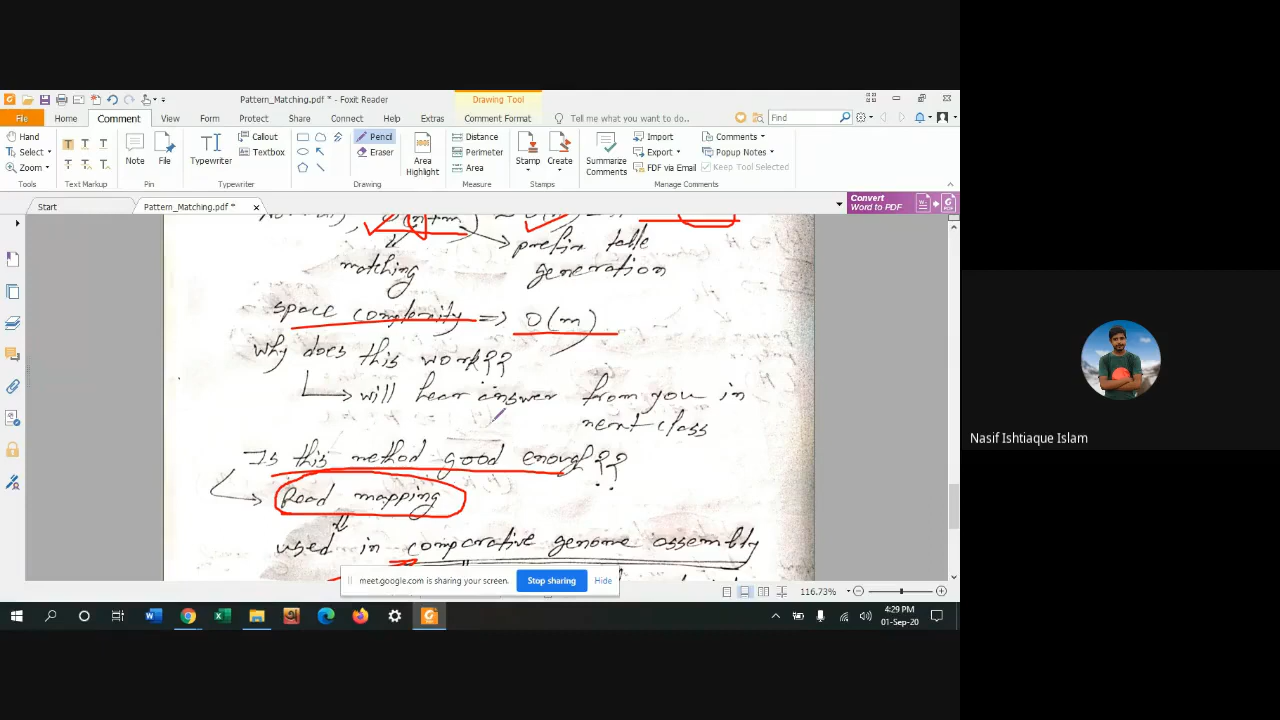 Pattern_Matching.pdf * - Foxit Reader
Drawing Tool
File Home Comment View Form Protect Share Connect Help Extras Comment Format Tell me what you want to do.. Find
Hand
Select
Zoom
Tools
Text Markup
Note
File
Pin
Typewriter
Callout
Textbox
Typewriter
Pencil
Eraser
Drawing
Area Highlight
Distance
Perimeter
Area
Measure
Stamp
Create
Stamps
Summarize Comments
Import
Export
FDF via Email
Comments
Popup Notes
Keep Tool Selected
Manage Comments
Start
Pattern_Matching.pdf *
Convert
Word to PDF
matching
prefix table
generation
space complexity => O(m)
Why does this work??
will hear answer from you in
next class
Is this method good enough??
Read mapping
used in comparative genome assembly
meet.google.com is sharing your screen. Stop sharing Hide
116.73%
4:29 PM
01-Sep-20
Nasif Ishtiaque Islam